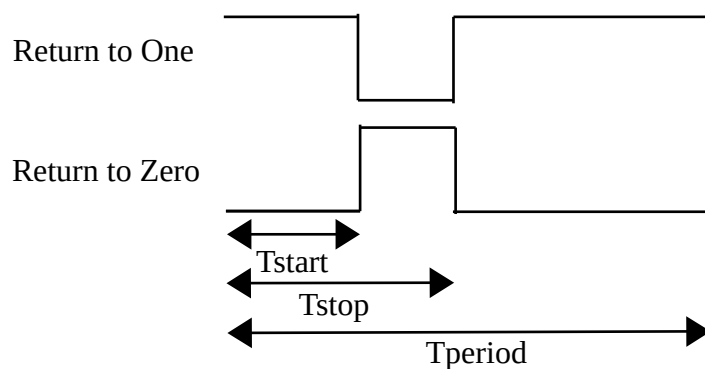 Return to One
Return to Zero
Tstart
Tstop
Tperiod